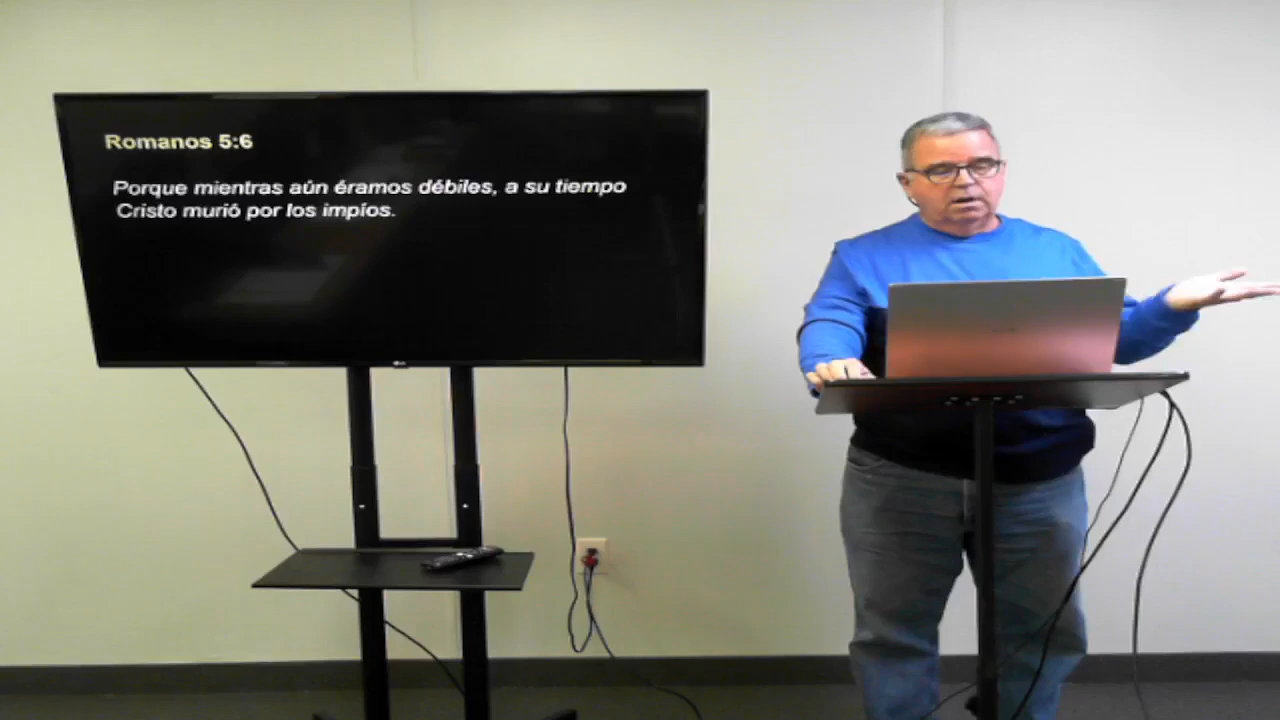 Romanos 5:6
Porque mientras aún éramos débiles, a su tiempo
Cristo murió por los impíos.